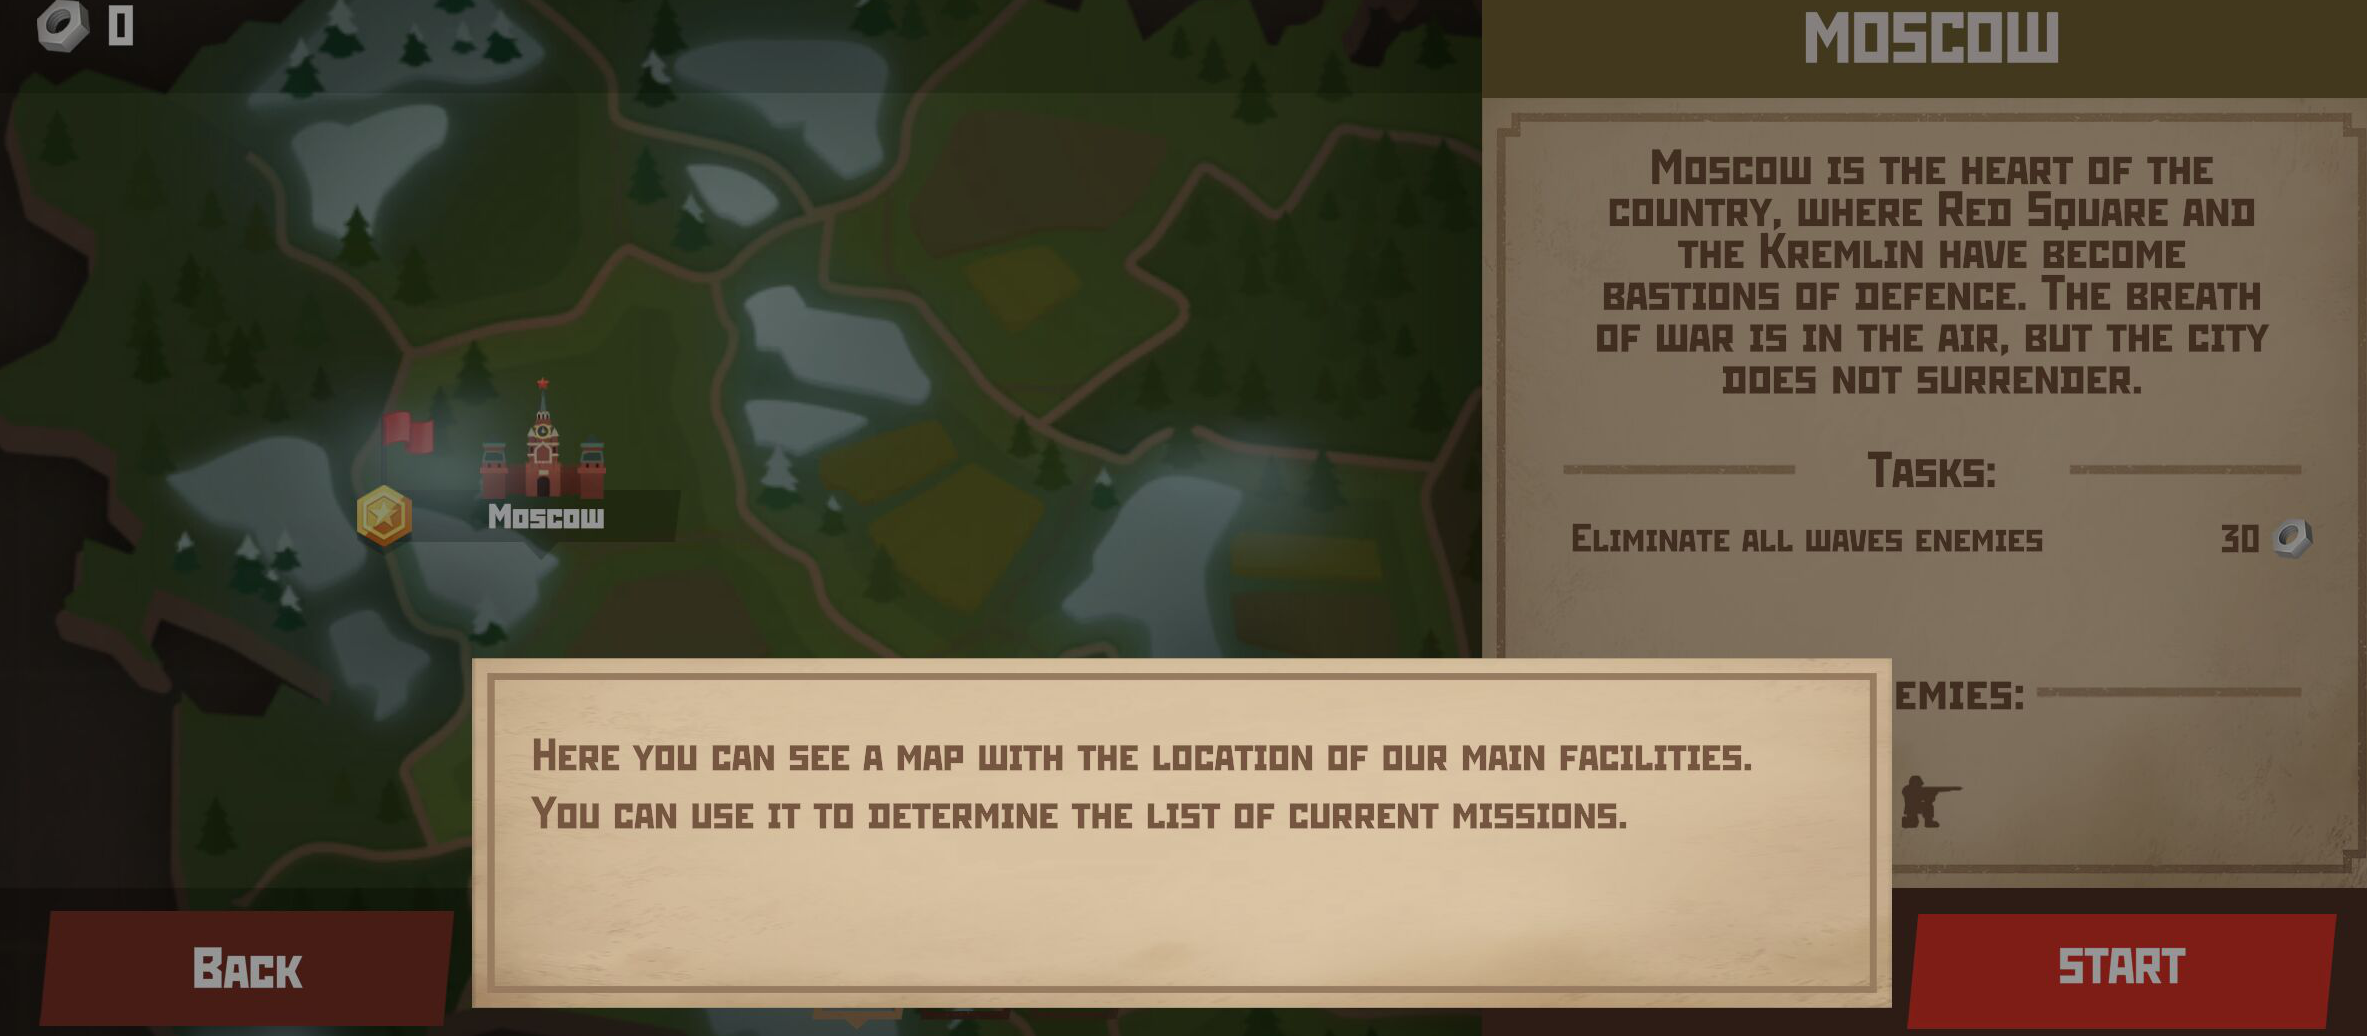 0
MOSCOW
Moscow is the heart of the
country, where Red Square and
the Kremlin have become
bastions of defence. The breath
of war is in the air, but the city
does not surrender.
Tasks:
Eliminate all waves enemies 30
Moscow
emies:
Here you can see a map with the location of our main facilities.
You can use it to determine the list of current missions.
Back
START